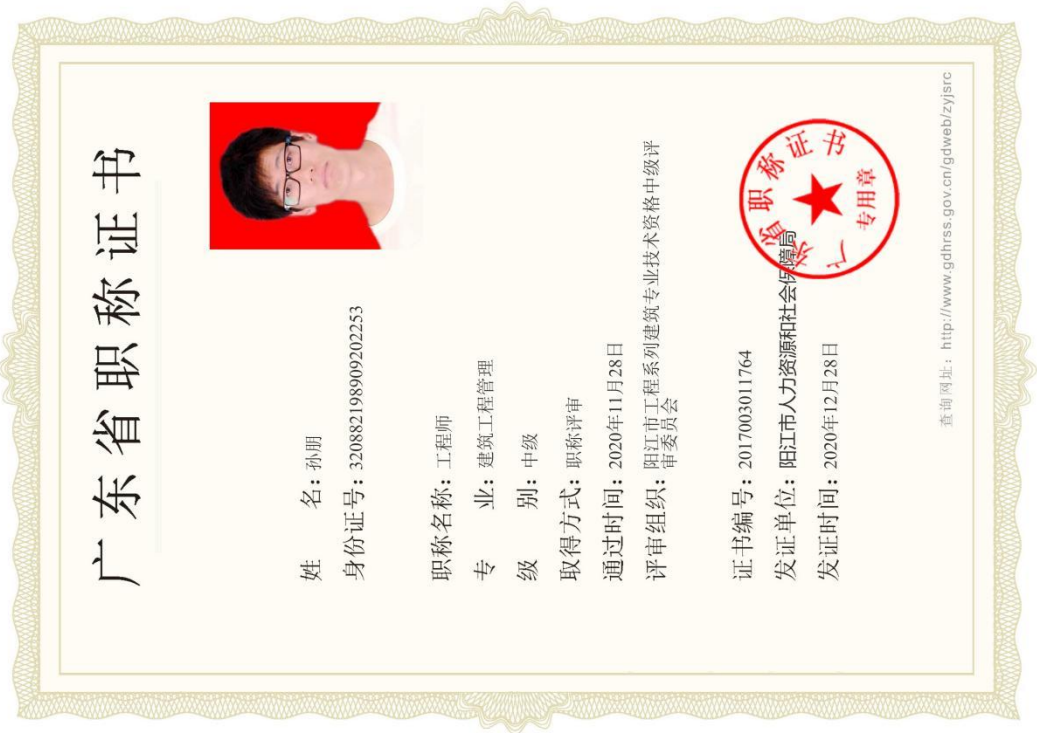 广东省职称证书
姓 名：孙朋
身份证号：320882198909202253
职称名称：工程师
专 业：建筑工程管理
级 别：中级
取得方式：职称评审
通过时间：2020年11月28日
评审组织：阳江市工程系列建筑专业技术资格中级评
审委员会
证书编号：2017003011764
发证单位：阳江市人力资源和社会保障局
发证时间：2020年12月28日
广东省职称证书
专用章
查询网址：http://www.gdhrss.gov.cn/gdweb/zyjsrc